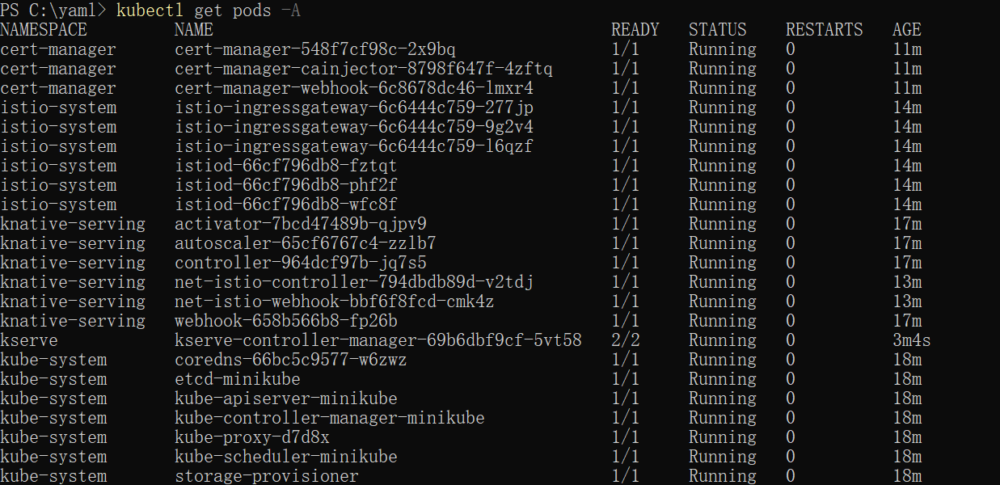 PS C:\yaml> kubectl get pods -A
NAMESPACE NAME READY STATUS RESTARTS AGE
cert-manager cert-manager-548f7cf98c-2x9bq 1/1 Running 0 11m
cert-manager cert-manager-cainjector-8798f647f-4zftq 1/1 Running 0 11m
cert-manager cert-manager-webhook-6c8678dc46-lmxr4 1/1 Running 0 11m
istio-system istio-ingressgateway-6c6444c759-277jp 1/1 Running 0 14m
istio-system istio-ingressgateway-6c6444c759-9g2v4 1/1 Running 0 14m
istio-system istio-ingressgateway-6c6444c759-l6qzf 1/1 Running 0 14m
istio-system istiod-66cf796db8-fztqt 1/1 Running 0 14m
istio-system istiod-66cf796db8-phf2f 1/1 Running 0 14m
istio-system istiod-66cf796db8-wfc8f 1/1 Running 0 14m
knative-serving activator-7bcd47489b-qjpv9 1/1 Running 0 17m
knative-serving autoscaler-65cf6767c4-zzlb7 1/1 Running 0 17m
knative-serving controller-964dcf97b-jq7s5 1/1 Running 0 17m
knative-serving net-istio-controller-794dbdb89d-v2tdj 1/1 Running 0 13m
knative-serving net-istio-webhook-bbf6f8fcd-cmk4z 1/1 Running 0 13m
knative-serving webhook-658b566b8-fp26b 1/1 Running 0 17m
kserve kserve-controller-manager-69b6dbf9cf-5vt58 2/2 Running 0 3m4s
kube-system coredns-66bc5c9577-w6zwz 1/1 Running 0 18m
kube-system etcd-minikube 1/1 Running 0 18m
kube-system kube-apiserver-minikube 1/1 Running 0 18m
kube-system kube-controller-manager-minikube 1/1 Running 0 18m
kube-system kube-proxy-d7d8x 1/1 Running 0 18m
kube-system kube-scheduler-minikube 1/1 Running 0 18m
kube-system storage-provisioner 1/1 Running 0 18m